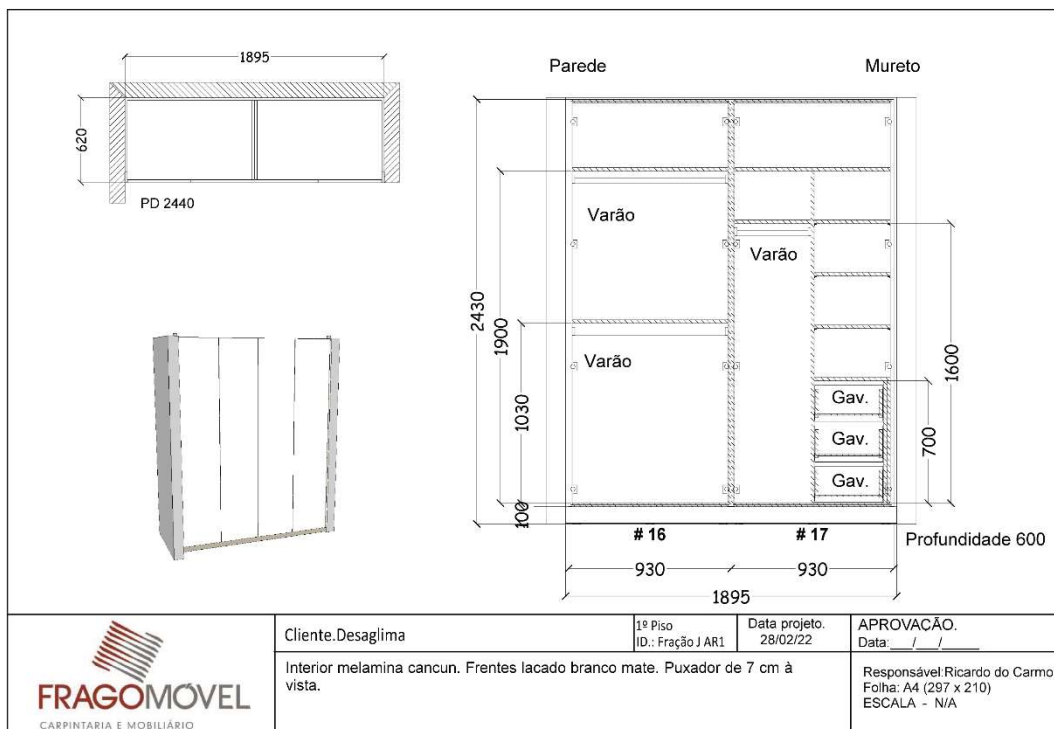 1895
620
PD 2440
Parede
Mureto
2430
1900
1030
100
Varão
Varão
Varão
1600
700
Gav.
Gav.
Gav.
# 16
# 17
Profundidade 600
930
930
1895
FRAGOMÓVEL
CARPINTARIA E MOBILIÁRIO
Cliente.Desaglima
1º Piso
ID.: Fração J AR1
Data projeto.
28/02/22
APROVAÇÃO.
Data:___/___/_____
Interior melamina cancun. Frentes lacado branco mate. Puxador de 7 cm à
vista.
Responsável:Ricardo do Carmo
Folha: A4 (297 x 210)
ESCALA - N/A